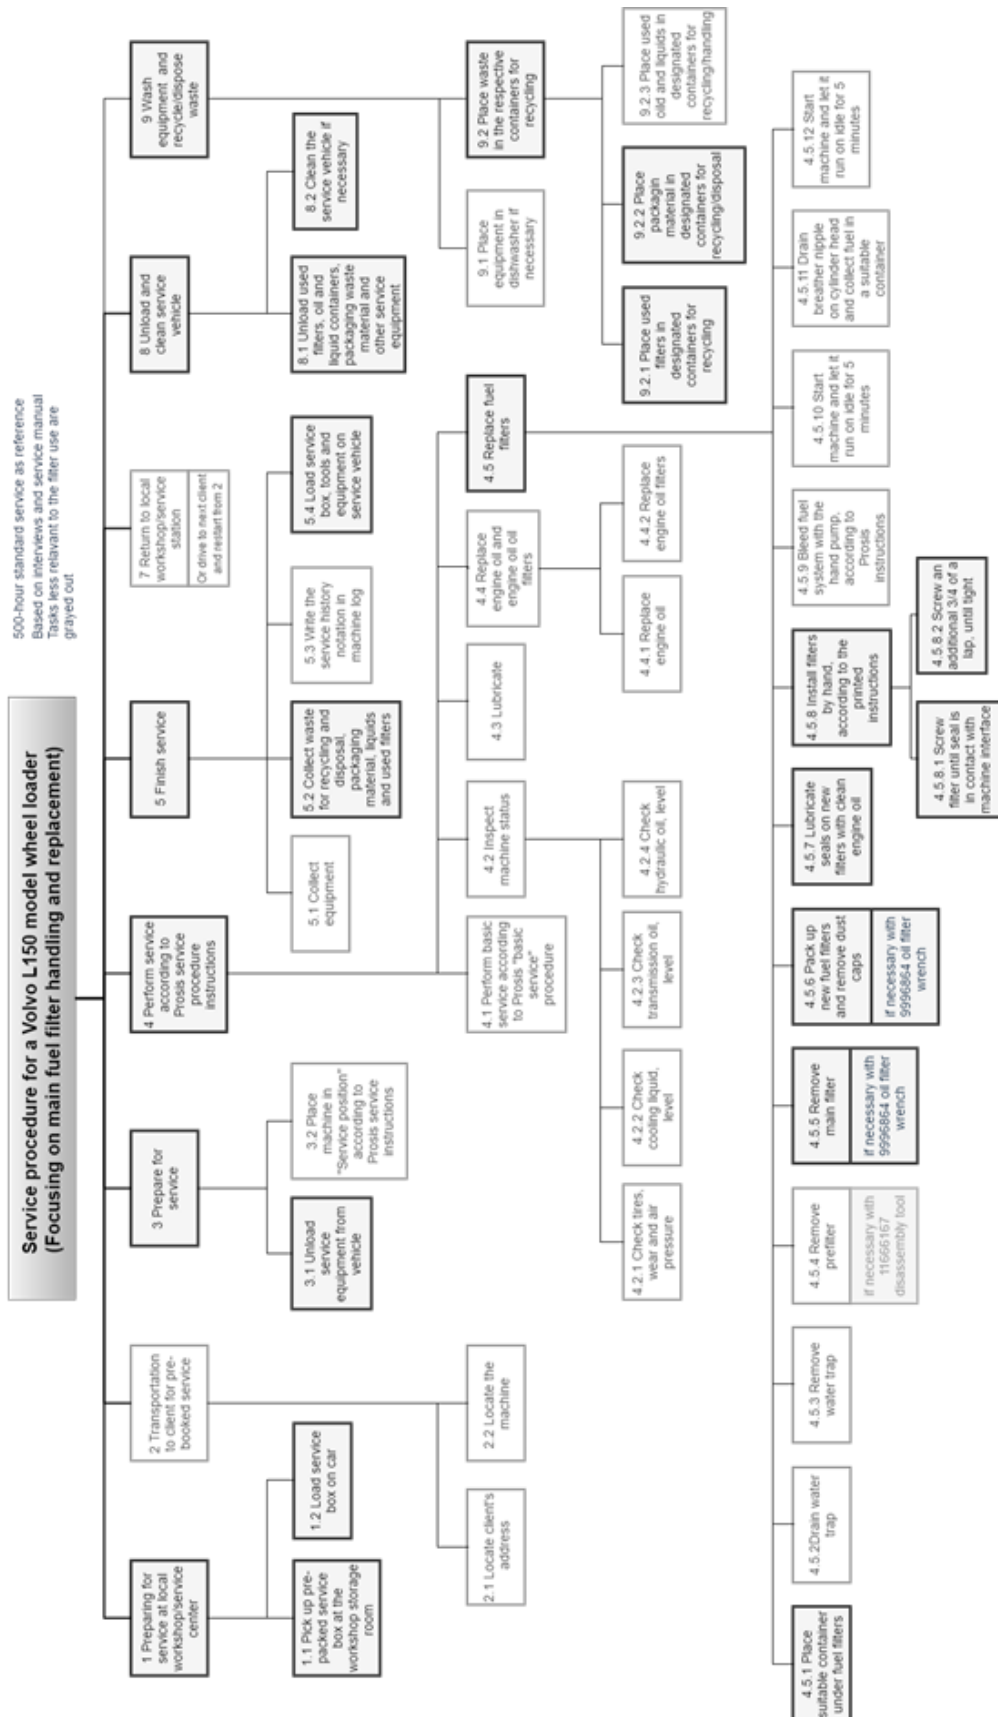 Service procedure for a Volvo L150 model wheel loader
(Focusing on main fuel filter handling and replacement)
500-hour standard service as reference
Based on interviews and service manual
Tasks less relavant to the filter use are
grayed out
1 Preparing for
service at local
workshop/service
center
2 Transportation
to client for pre-
booked service
3 Prepare for
service
4 Perform service
according to
Prosis service
procedure
instructions
5 Finish service
7 Return to local
workshop/service
station
Or drive to next client
and restart from 2
8 Unload and
clean service
vehicle
9 Wash
equipment and
recycle/dispose
waste
1.1 Pick up pre-
packed service
box at the
workshop storage
room
1.2 Load service
box on car
3.1 Unload
service
equipment from
vehicle
3.2 Place
machine in
"Service position"
according to
Prosis service
instructions
5.1 Collect
equipment
5.2 Collect waste
for recycling and
disposal,
packaging
material, liquids
and used filters
5.3 Write the
service history
notation in
machine log
5.4 Load service
box, tools and
equipment on
service vehicle
8.1 Unload used
filters, oil and
liquid containers,
packaging waste
material and
other service
equipment
8.2 Clean the
service vehicle if
necessary
2.1 Locate client's
address
2.2 Locate the
machine
4.1 Perform basic
service according
to Prosis "basic
service"
procedure
4.2 Inspect
machine status
4.3 Lubricate
4.4 Replace
engine oil and
engine oil oil
filters
4.5 Replace fuel
filters
9.1 Place
equipment in
dishwasher if
necessary
9.2 Place waste
in the respective
containers for
recycling
4.2.1 Check tires,
wear and air
pressure
4.2.2 Check
cooling liquid,
level
4.2.3 Check
transmission oil,
level
4.2.4 Check
hydraulic oil, level
4.4.1 Replace
engine oil
4.4.2 Replace
engine oil filters
9.2.1 Place used
filters in
designated
containers for
recycling
9.2.2 Place
packagin
material in
designated
containers for
recycling/disposal
9.2.3 Place used
oild and liquids in
designated
containers for
recycling/handling
4.5.1 Place
suitable container
under fuel filters
4.5.2Drain water
trap
4.5.3 Remove
water trap
4.5.4 Remove
prefilter
if necessary with
11666167
disassembly tool
4.5.5 Remove
main filter
if necessary with
9996864 oil filter
wrench
4.5.6 Pack up
new fuel filters
and remove dust
caps
if necessary with
9996864 oil filter
wrench
4.5.7 Lubricate
seals on new
filters with clean
engine oil
4.5.8 Install filters
by hand,
according to the
printed
instructions
4.5.9 Bleed fuel
system with the
hand pump,
according to
Prosis
instructions
4.5.10 Start
machine and let it
run on idle for 5
minutes
4.5.11 Drain
breather nipple
on cylinder head
and collect fuel in
a suitable
container
4.5.12 Start
machine and let it
run on idle for 5
minutes
4.5.8.1 Screw
filter until seal is
in contact with
machine interface
4.5.8.2 Screw an
additional 3/4 of a
lap, until tight